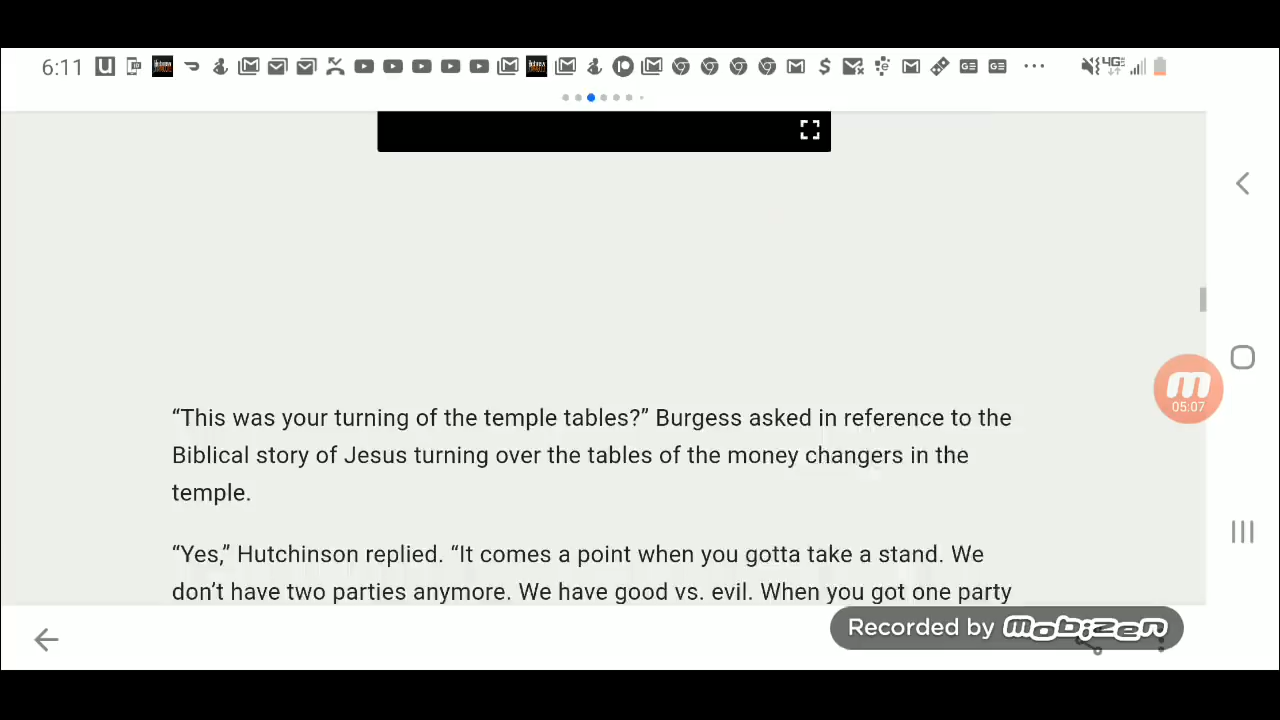 6:11
4G
“This was your turning of the temple tables?” Burgess asked in reference to the
Biblical story of Jesus turning over the tables of the money changers in the
temple.
05:07
“Yes,” Hutchinson replied. “It comes a point when you gotta take a stand. We
don’t have two parties anymore. We have good vs. evil. When you got one party
Recorded by mobizen